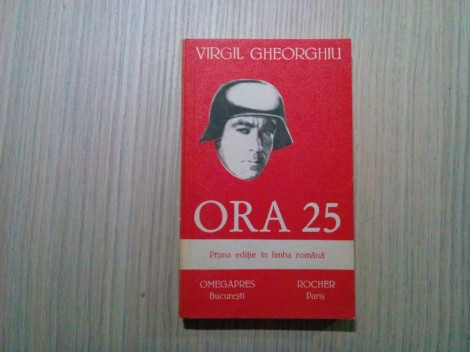 VIRGIL GHEORGHIU
ORA 25
Prima ediție în limba română
OMEGAPRES ROCHER
București Paris